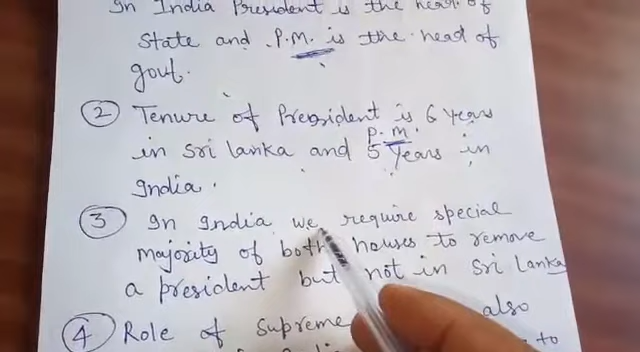 In India President is the head of
State and P.M. is the head of
govt.
② Tenure of President is 6 years
in Sri lanka and 5 years in
P.M.
India.
③ In India we require special
majority of both houses to remove
a president but not in Sri Lanka
④ Role of Supreme also
to